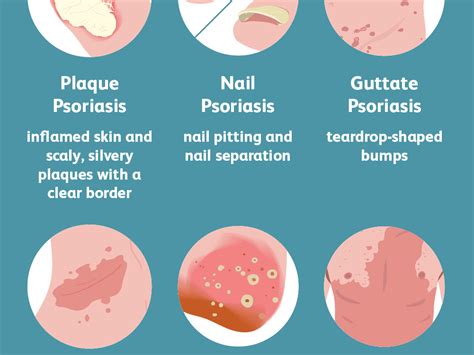 Plaque
Psoriasis
inflamed skin and
scaly, silvery
plaques with a
clear border
Nail
Psoriasis
nail pitting and
nail separation
Guttate
Psoriasis
teardrop-shaped
bumps